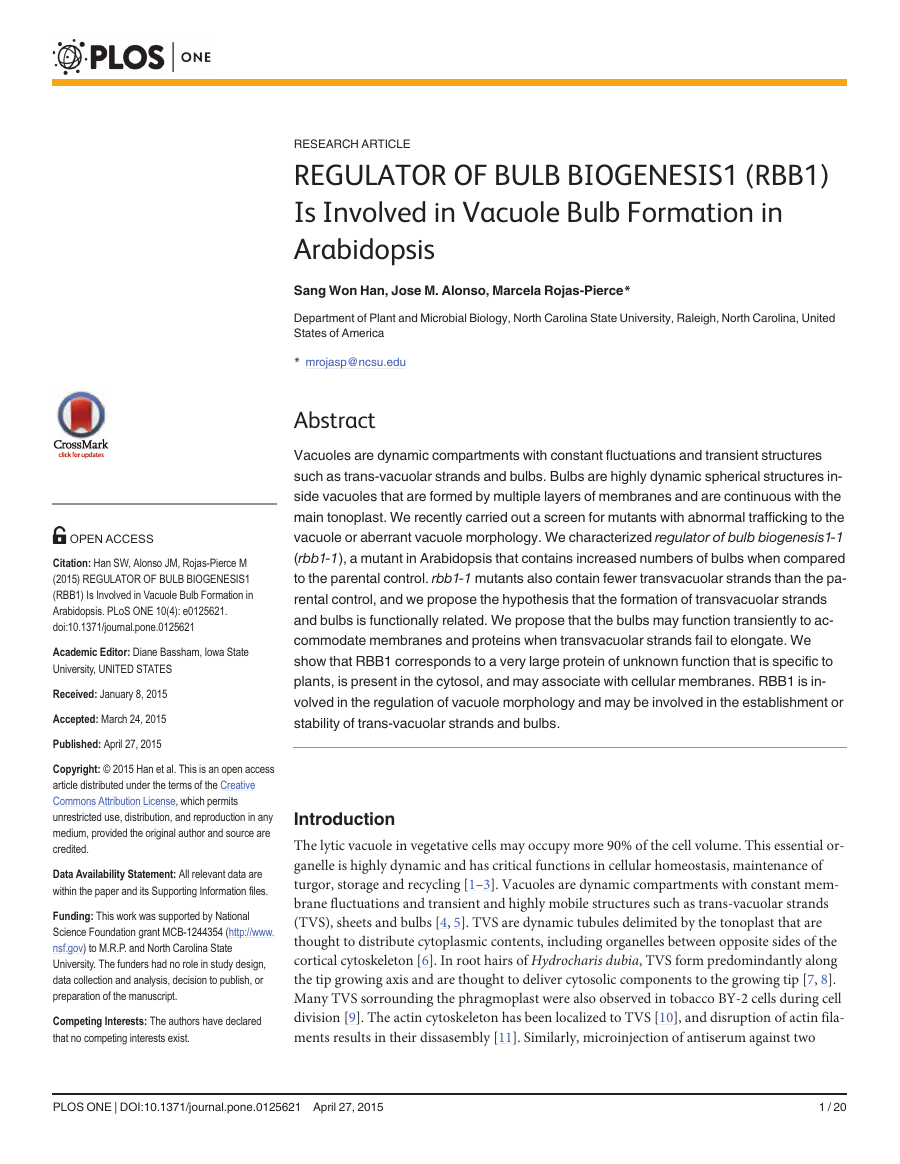 PLOS ONE
RESEARCH ARTICLE
REGULATOR OF BULB BIOGENESIS1 (RBB1)
Is Involved in Vacuole Bulb Formation in
Arabidopsis
Sang Won Han, Jose M. Alonso, Marcela Rojas-Pierce*
Department of Plant and Microbial Biology, North Carolina State University, Raleigh, North Carolina, United
States of America
* mrojasp@ncsu.edu
CrossMark
click for updates
Abstract
Vacuoles are dynamic compartments with constant fluctuations and transient structures
such as trans-vacuolar strands and bulbs. Bulbs are highly dynamic spherical structures in-
side vacuoles that are formed by multiple layers of membranes and are continuous with the
main tonoplast. We recently carried out a screen for mutants with abnormal trafficking to the
vacuole or aberrant vacuole morphology. We characterized regulator of bulb biogenesis1-1
(rbb1-1), a mutant in Arabidopsis that contains increased numbers of bulbs when compared
to the parental control. rbb1-1 mutants also contain fewer transvacuolar strands than the pa-
rental control, and we propose the hypothesis that the formation of transvacuolar strands
and bulbs is functionally related. We propose that the bulbs may function transiently to ac-
commodate membranes and proteins when transvacuolar strands fail to elongate. We
show that RBB1 corresponds to a very large protein of unknown function that is specific to
plants, is present in the cytosol, and may associate with cellular membranes. RBB1 is in-
volved in the regulation of vacuole morphology and may be involved in the establishment or
stability of trans-vacuolar strands and bulbs.
OPEN ACCESS
Citation: Han SW, Alonso JM, Rojas-Pierce M
(2015) REGULATOR OF BULB BIOGENESIS1
(RBB1) Is Involved in Vacuole Bulb Formation in
Arabidopsis. PLoS ONE 10(4): e0125621.
doi:10.1371/journal.pone.0125621
Academic Editor: Diane Bassham, Iowa State
University, UNITED STATES
Received: January 8, 2015
Accepted: March 24, 2015
Published: April 27, 2015
Copyright: © 2015 Han et al. This is an open access
article distributed under the terms of the Creative
Commons Attribution License, which permits
unrestricted use, distribution, and reproduction in any
medium, provided the original author and source are
credited.
Data Availability Statement: All relevant data are
within the paper and its Supporting Information files.
Funding: This work was supported by National
Science Foundation grant MCB-1244354 (http://www.
nsf.gov) to M.R.P. and North Carolina State
University. The funders had no role in study design,
data collection and analysis, decision to publish, or
preparation of the manuscript.
Competing Interests: The authors have declared
that no competing interests exist.
Introduction
The lytic vacuole in vegetative cells may occupy more 90% of the cell volume. This essential or-
ganelle is highly dynamic and has critical functions in cellular homeostasis, maintenance of
turgor, storage and recycling [1–3]. Vacuoles are dynamic compartments with constant mem-
brane fluctuations and transient and highly mobile structures such as trans-vacuolar strands
(TVS), sheets and bulbs [4, 5]. TVS are dynamic tubules delimited by the tonoplast that are
thought to distribute cytoplasmic contents, including organelles between opposite sides of the
cortical cytoskeleton [6]. In root hairs of Hydrocharis dubia, TVS form predomindantly along
the tip growing axis and are thought to deliver cytosolic components to the growing tip [7, 8].
Many TVS sorrounding the phragmoplast were also observed in tobacco BY-2 cells during cell
division [9]. The actin cytoskeleton has been localized to TVS [10], and disruption of actin fila-
ments results in their dissasembly [11]. Similarly, microinjection of antiserum against two
PLOS ONE | DOI:10.1371/journal.pone.0125621 April 27, 2015
1 / 20